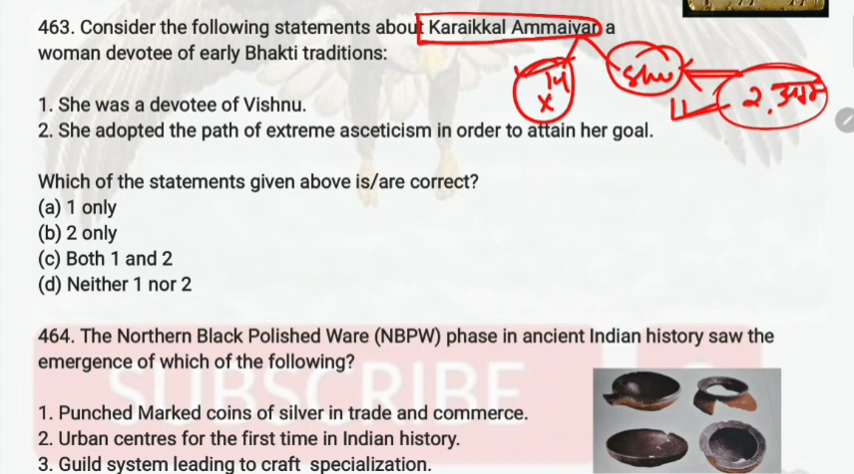 463. Consider the following statements about Karaikkal Ammaiyar a
woman devotee of early Bhakti traditions:
1. She was a devotee of Vishnu.
2. She adopted the path of extreme asceticism in order to attain her goal.
Which of the statements given above is/are correct?
(a) 1 only
(b) 2 only
(c) Both 1 and 2
(d) Neither 1 nor 2
464. The Northern Black Polished Ware (NBPW) phase in ancient Indian history saw the
emergence of which of the following?
SUBSCRIBE
1. Punched Marked coins of silver in trade and commerce.
2. Urban centres for the first time in Indian history.
3. Guild system leading to craft specialization.